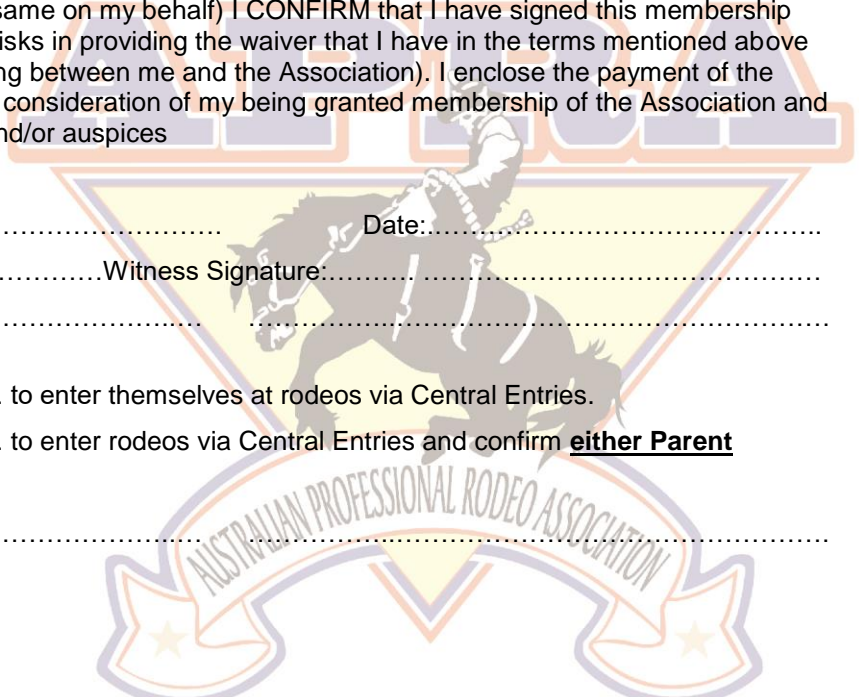 same on my behalf) I CONFIRM that I have signed this membership
isks in providing the waiver that I have in the terms mentioned above
ng between me and the Association). I enclose the payment of the
consideration of my being granted membership of the Association and
nd/or auspices
APRA
……………………. Date:…………………………………..
…………Witness Signature:………. ……………………………………
………………….…. …………………………………………………
. to enter themselves at rodeos via Central Entries.
. to enter rodeos via Central Entries and confirm either Parent
AUSTRALIAN PROFESSIONAL RODEO ASSOCIATION
………………….…. …………………………………………………